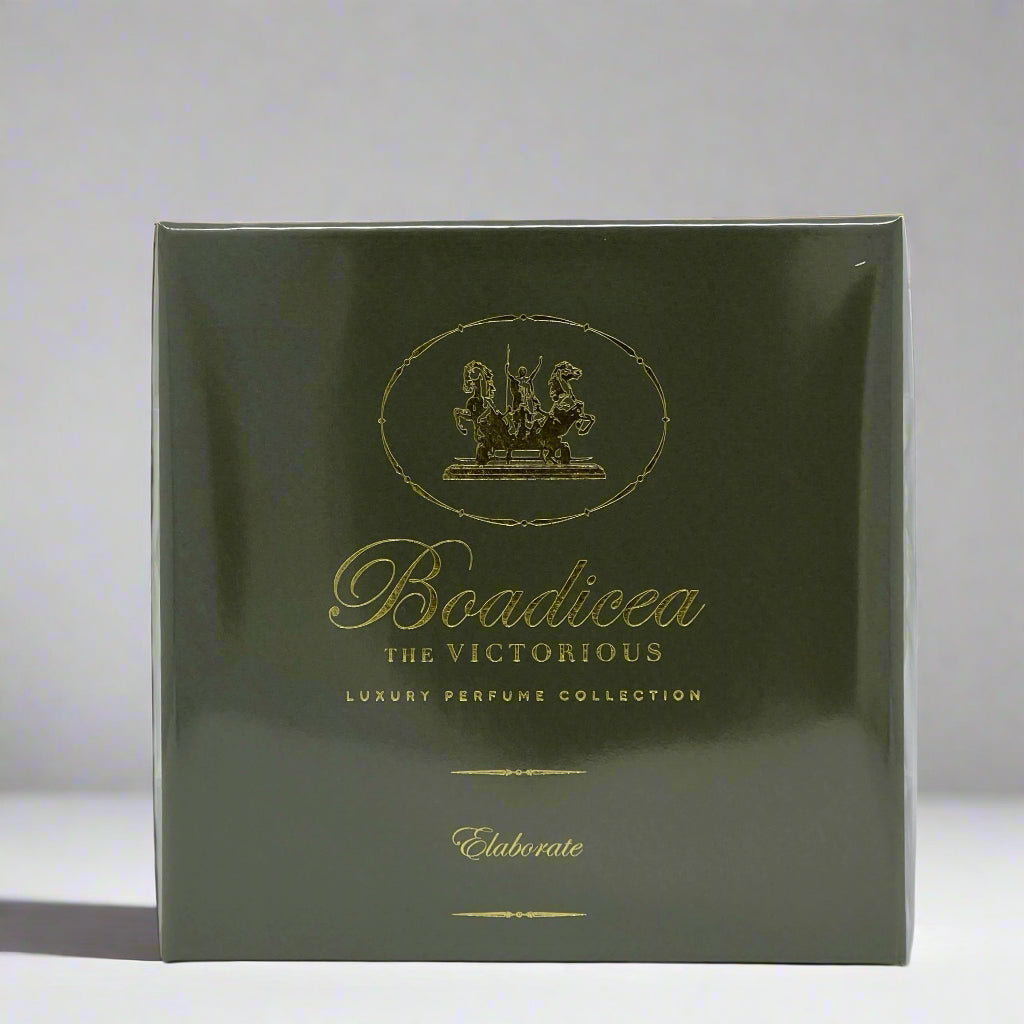 Boadicea
THE VICTORIOUS
LUXURY PERFUME COLLECTION
Elaborate